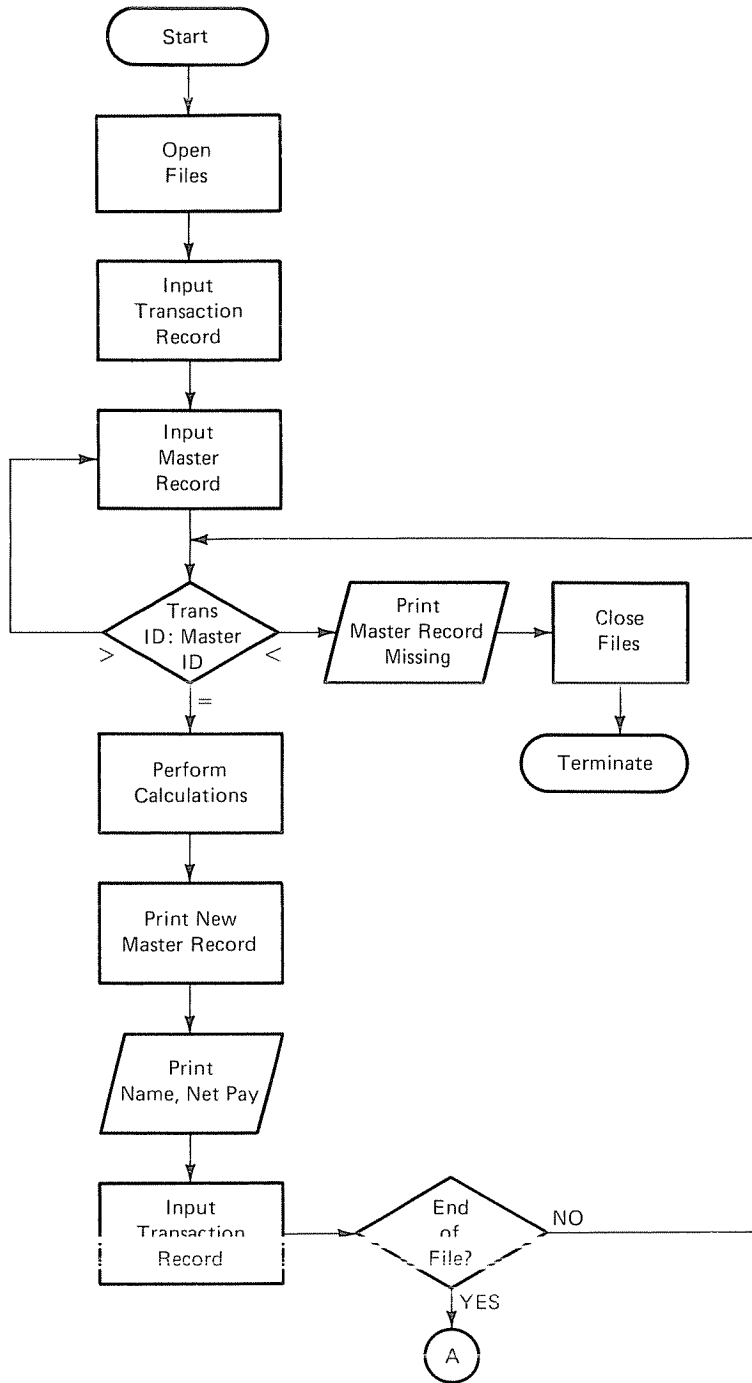 Start
Open
Files
Input
Transaction
Record
Input
Master
Record
Trans
ID: Master
ID
>
<
=
Print
Master Record
Missing
Close
Files
Terminate
Perform
Calculations
Print New
Master Record
Print
Name, Net Pay
Input
Transaction
Record
End
of
File?
NO
YES
A